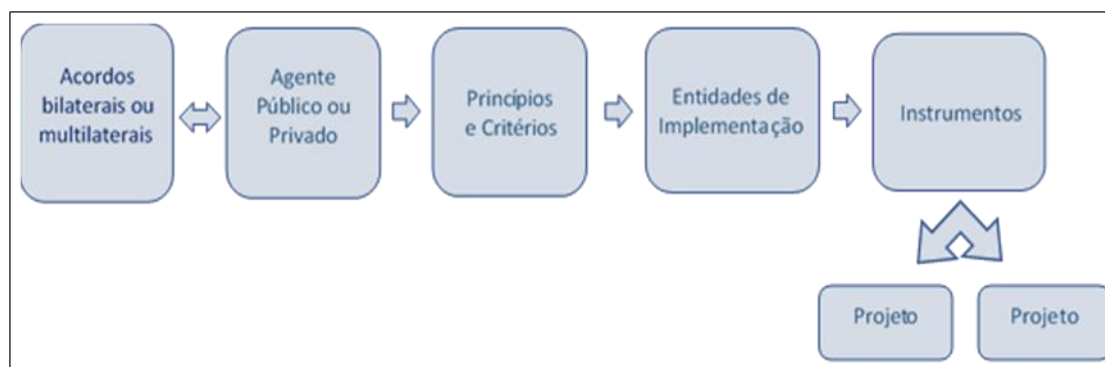 Acordos
bilaterais ou
multilaterais
Agente
Público ou
Privado
Princípios
e Critérios
Entidades de
Implementação
Instrumentos
Projeto
Projeto